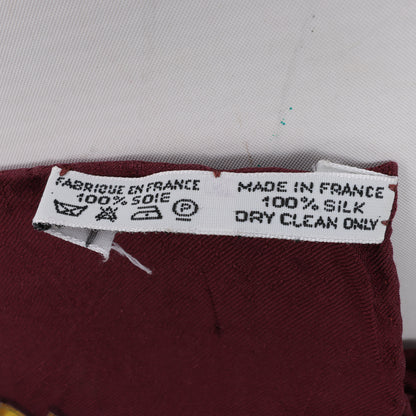 FABRIQUE EN FRANCE
100% SOIE
P
MADE IN FRANCE
100% SILK
DRY CLEAN ONLY